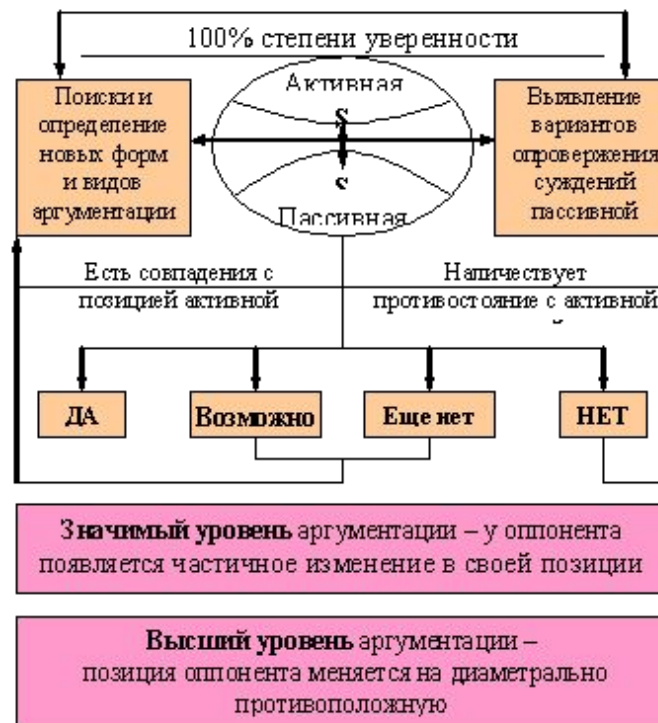 100% степени уверенности
Поиски и
определение
новых форм
и видов
аргументации
Активная
S
S
Пассивная
Выявление
вариантов
опровержения
суждений
пассивной
Есть совпадения с
позицией активной
Наличествует
противостояние с активной
ДА
Возможно
Еще нет
НЕТ
Значимый уровень аргументации – у оппонента
появляется частичное изменение в своей позиции
Высший уровень аргументации –
позиция оппонента меняется на диаметрально
противоположную